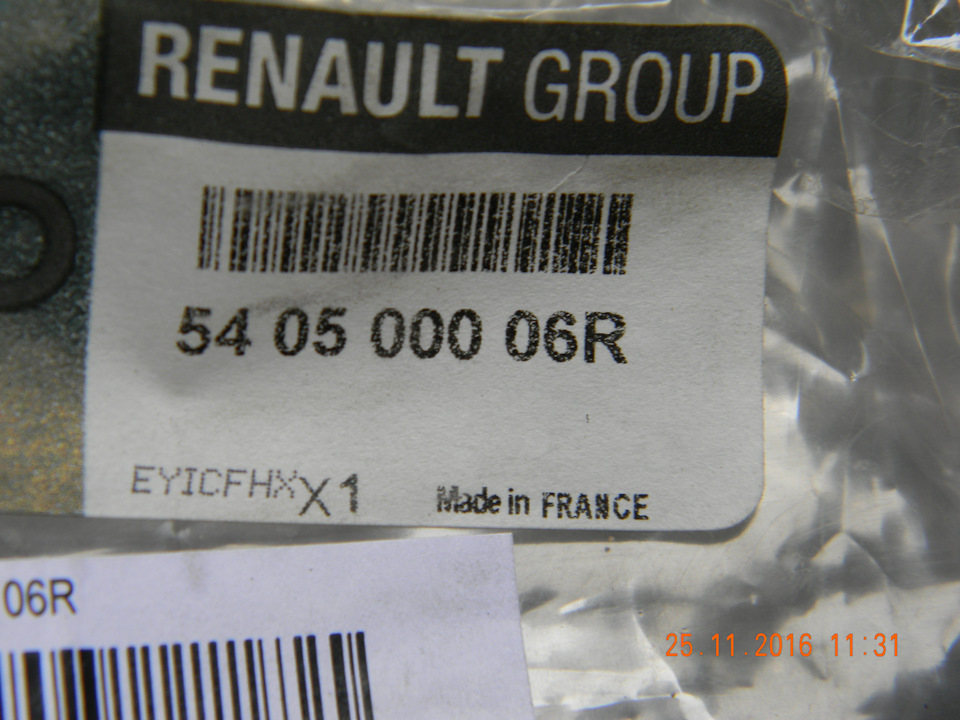 RENAULT GROUP
54 05 000 06R
EYICFHX X1 Made in FRANCE
06R
25.11.2016 11:31